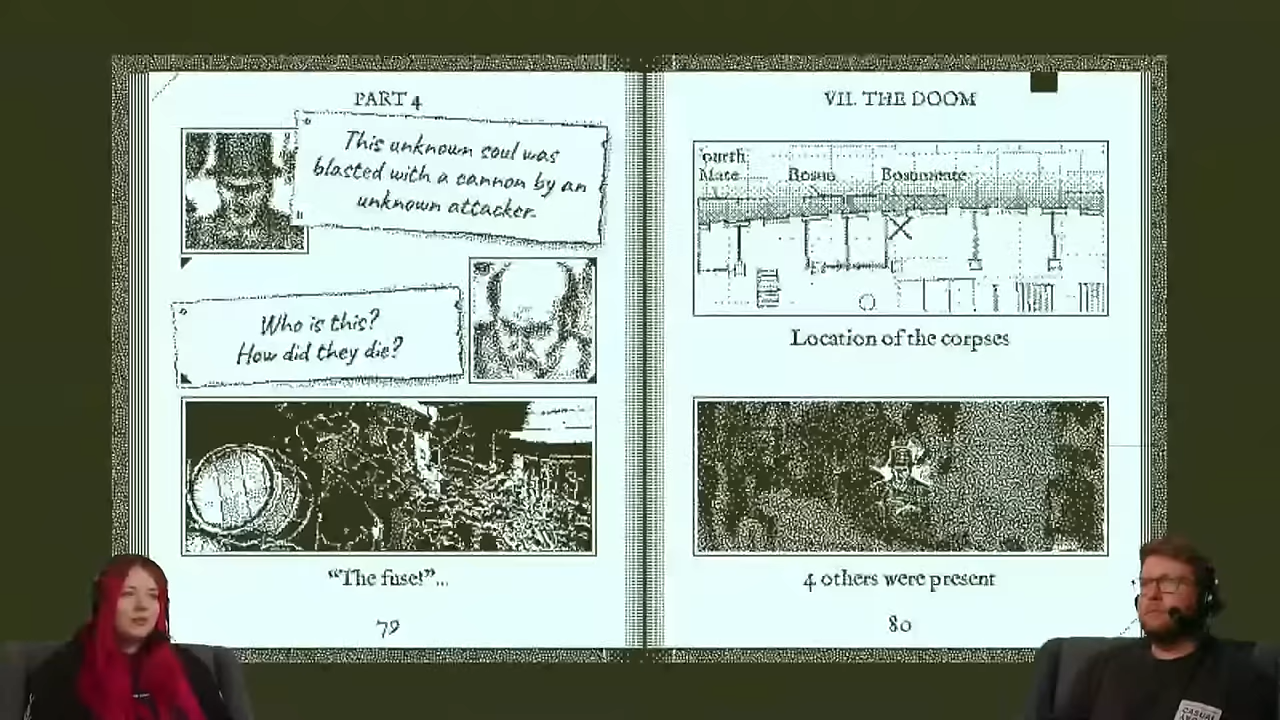 PART 4
This unknown soul was
blasted with a cannon by an
unknown attacker.
Who is this?
How did they die?
"The fuse!"...
79
VII. THE DOOM
Fourth
Mate
Bosun
Bosunmate
Location of the corpses
4 others were present
80
CASUAL